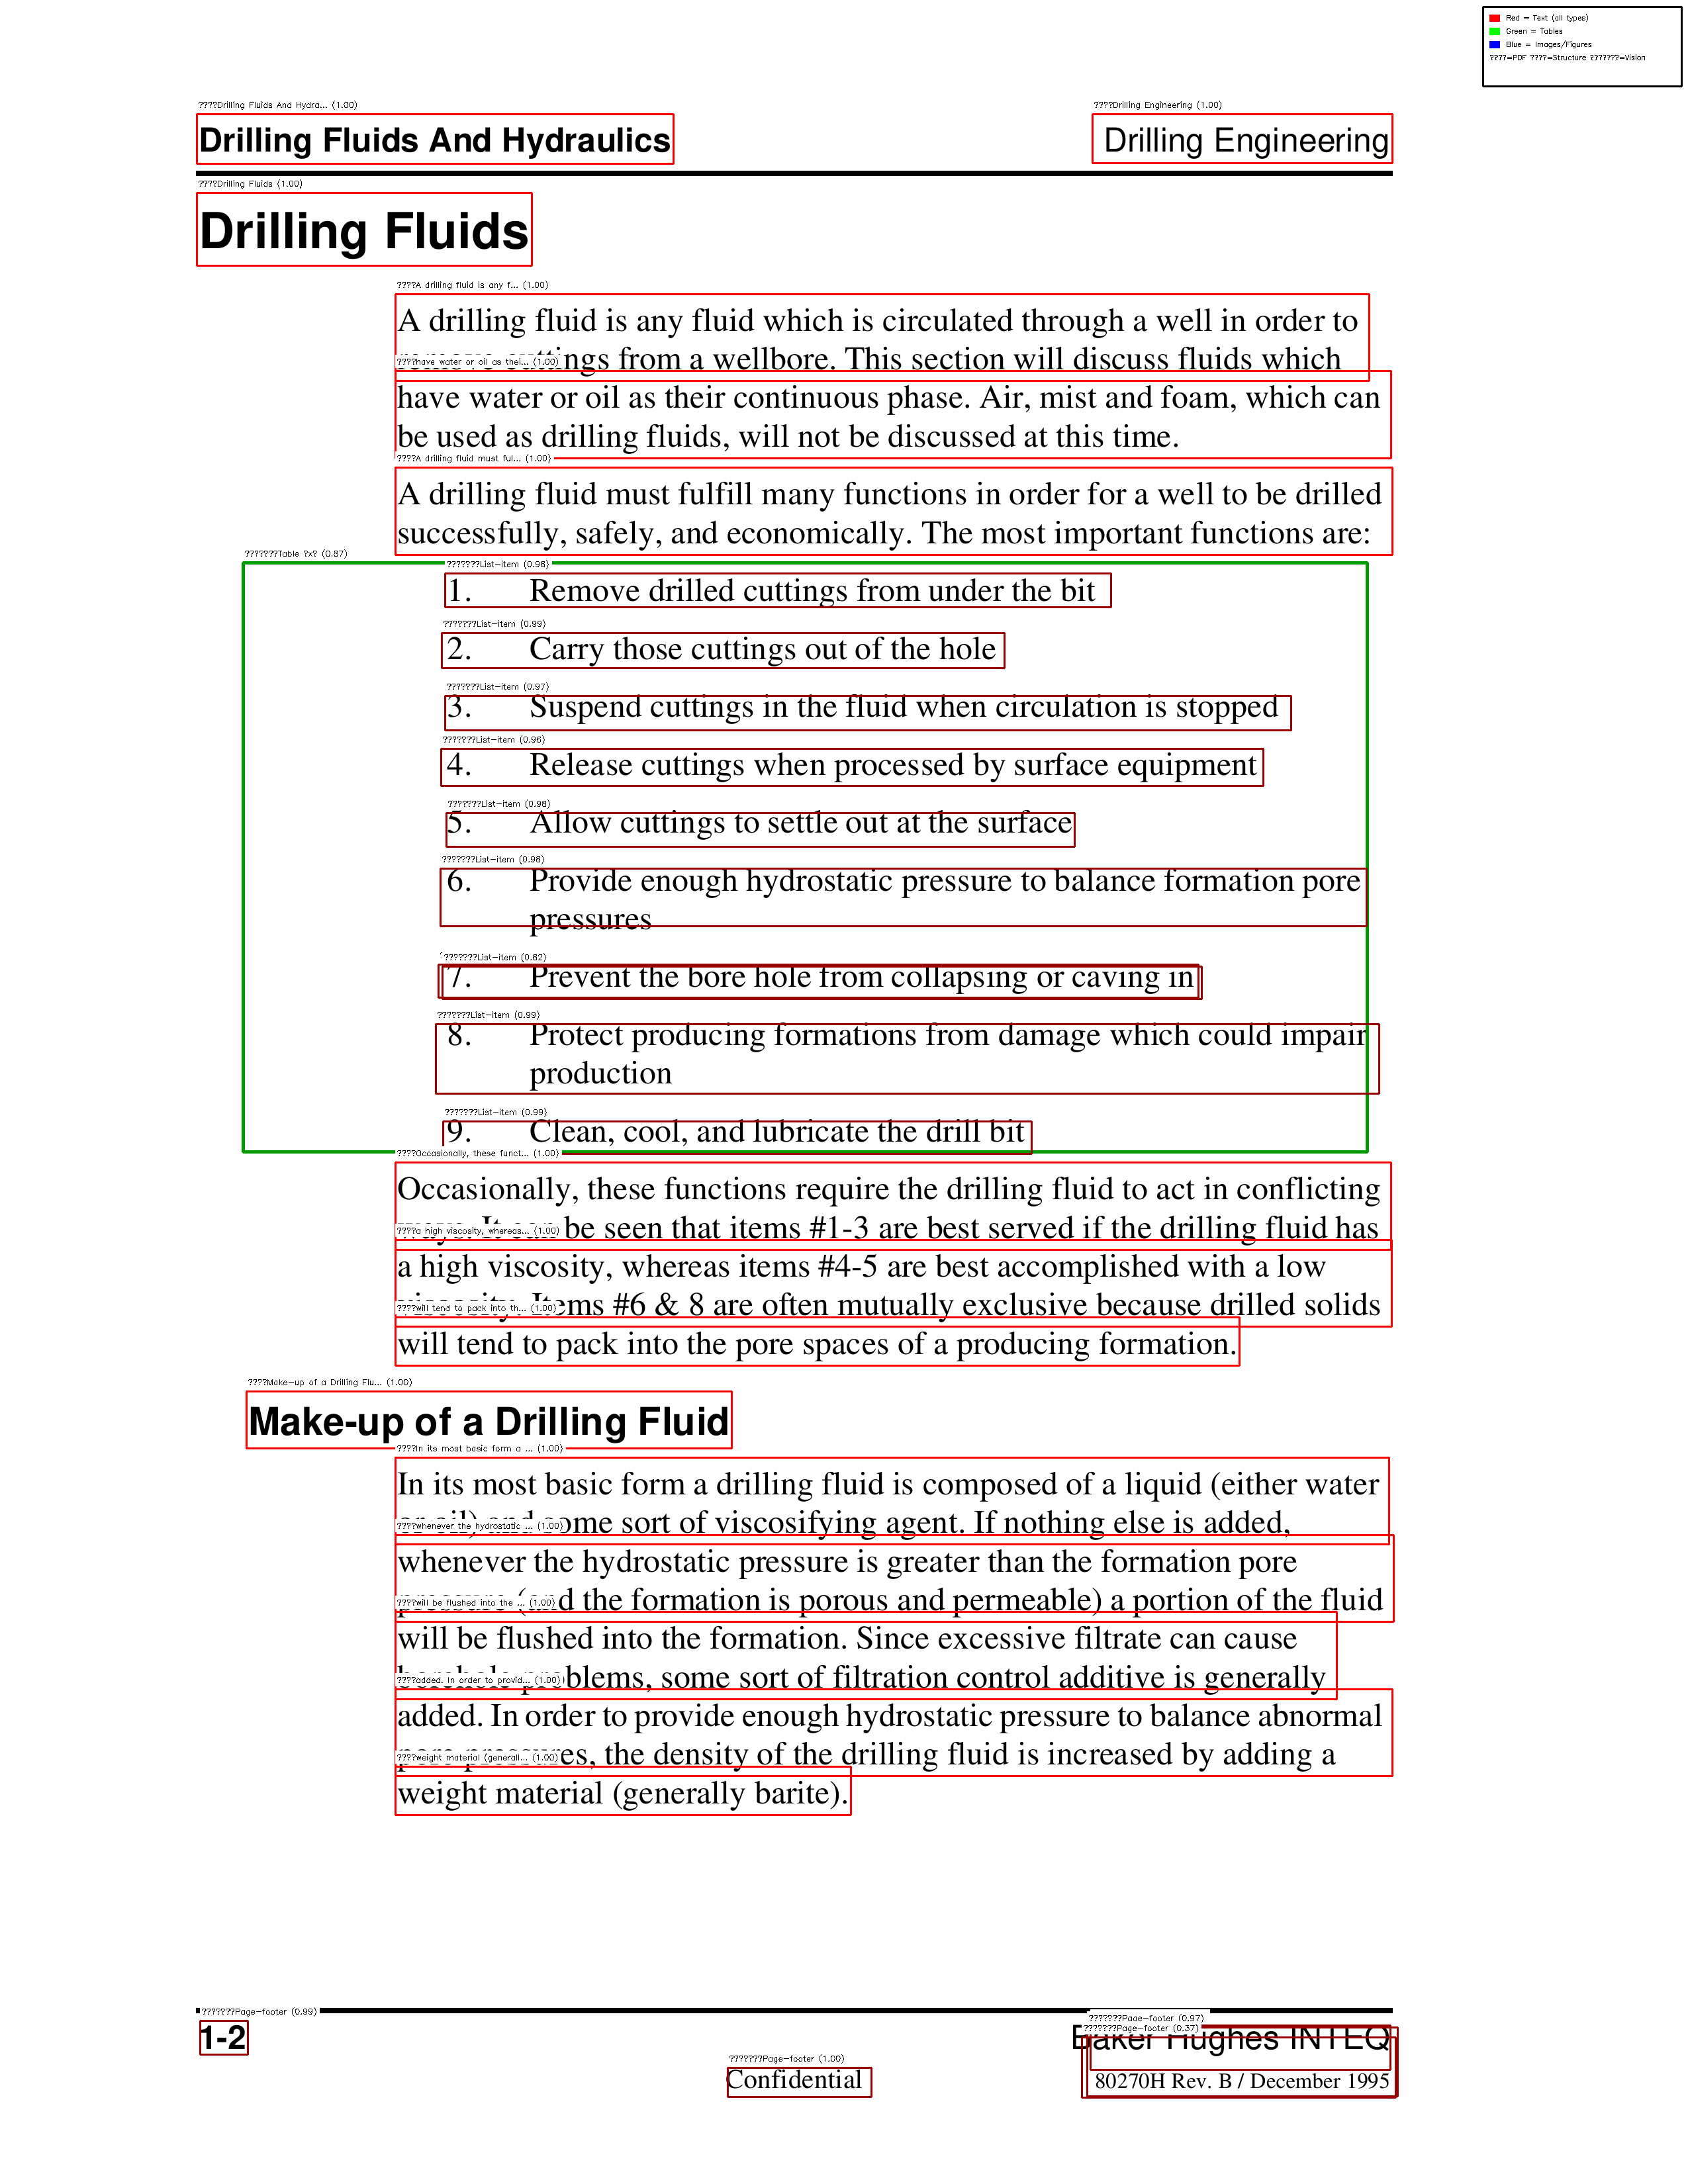 Red = Text (all types)
Green = Tables
Blue = Images/Figures
????=PDF ????=Structure ???????=Vision
????Drilling Fluids And Hydra... (1.00)
????Drilling Engineering (1.00)
Drilling Fluids And Hydraulics
Drilling Engineering
????Drilling Fluids (1.00)
Drilling Fluids
????A drilling fluid is any f... (1.00)
A drilling fluid is any fluid which is circulated through a well in order to
remove cuttings from a wellbore. This section will discuss fluids which
????have water or oil as thei... (1.00)
have water or oil as their continuous phase. Air, mist and foam, which can
be used as drilling fluids, will not be discussed at this time.
????A drilling fluid must ful... (1.00)
A drilling fluid must fulfill many functions in order for a well to be drilled
successfully, safely, and economically. The most important functions are:
???????Table ?x? (0.87)
???????List-item (0.98)
1. Remove drilled cuttings from under the bit
???????List-item (0.99)
2. Carry those cuttings out of the hole
???????List-item (0.97)
3. Suspend cuttings in the fluid when circulation is stopped
???????List-item (0.96)
4. Release cuttings when processed by surface equipment
???????List-item (0.98)
5. Allow cuttings to settle out at the surface
???????List-item (0.98)
6. Provide enough hydrostatic pressure to balance formation pore
pressures
???????List-item (0.82)
7. Prevent the bore hole from collapsing or caving in
???????List-item (0.99)
8. Protect producing formations from damage which could impair
production
???????List-item (0.99)
9. Clean, cool, and lubricate the drill bit
????Occasionally, these funct... (1.00)
Occasionally, these functions require the drilling fluid to act in conflicting
ways. It can be seen that items #1-3 are best served if the drilling fluid has
????a high viscosity, whereas... (1.00)
a high viscosity, whereas items #4-5 are best accomplished with a low
viscosity. Items #6 & 8 are often mutually exclusive because drilled solids
????will tend to pack into th... (1.00)
will tend to pack into the pore spaces of a producing formation.
????Make-up of a Drilling Flu... (1.00)
Make-up of a Drilling Fluid
????In its most basic form a ... (1.00)
In its most basic form a drilling fluid is composed of a liquid (either water
or oil) and some sort of viscosifying agent. If nothing else is added,
????whenever the hydrostatic ... (1.00)
whenever the hydrostatic pressure is greater than the formation pore
pressure (and the formation is porous and permeable) a portion of the fluid
????will be flushed into the ... (1.00)
will be flushed into the formation. Since excessive filtrate can cause
borehole problems, some sort of filtration control additive is generally
????added. In order to provid... (1.00)
added. In order to provide enough hydrostatic pressure to balance abnormal
pore pressures, the density of the drilling fluid is increased by adding a
????weight material (generall... (1.00)
weight material (generally barite).
???????Page-footer (0.99)
???????Page-footer (0.97)
???????Page-footer (0.37)
1-2
Baker Hughes INTEQ
???????Page-footer (1.00)
Confidential
80270H Rev. B / December 1995